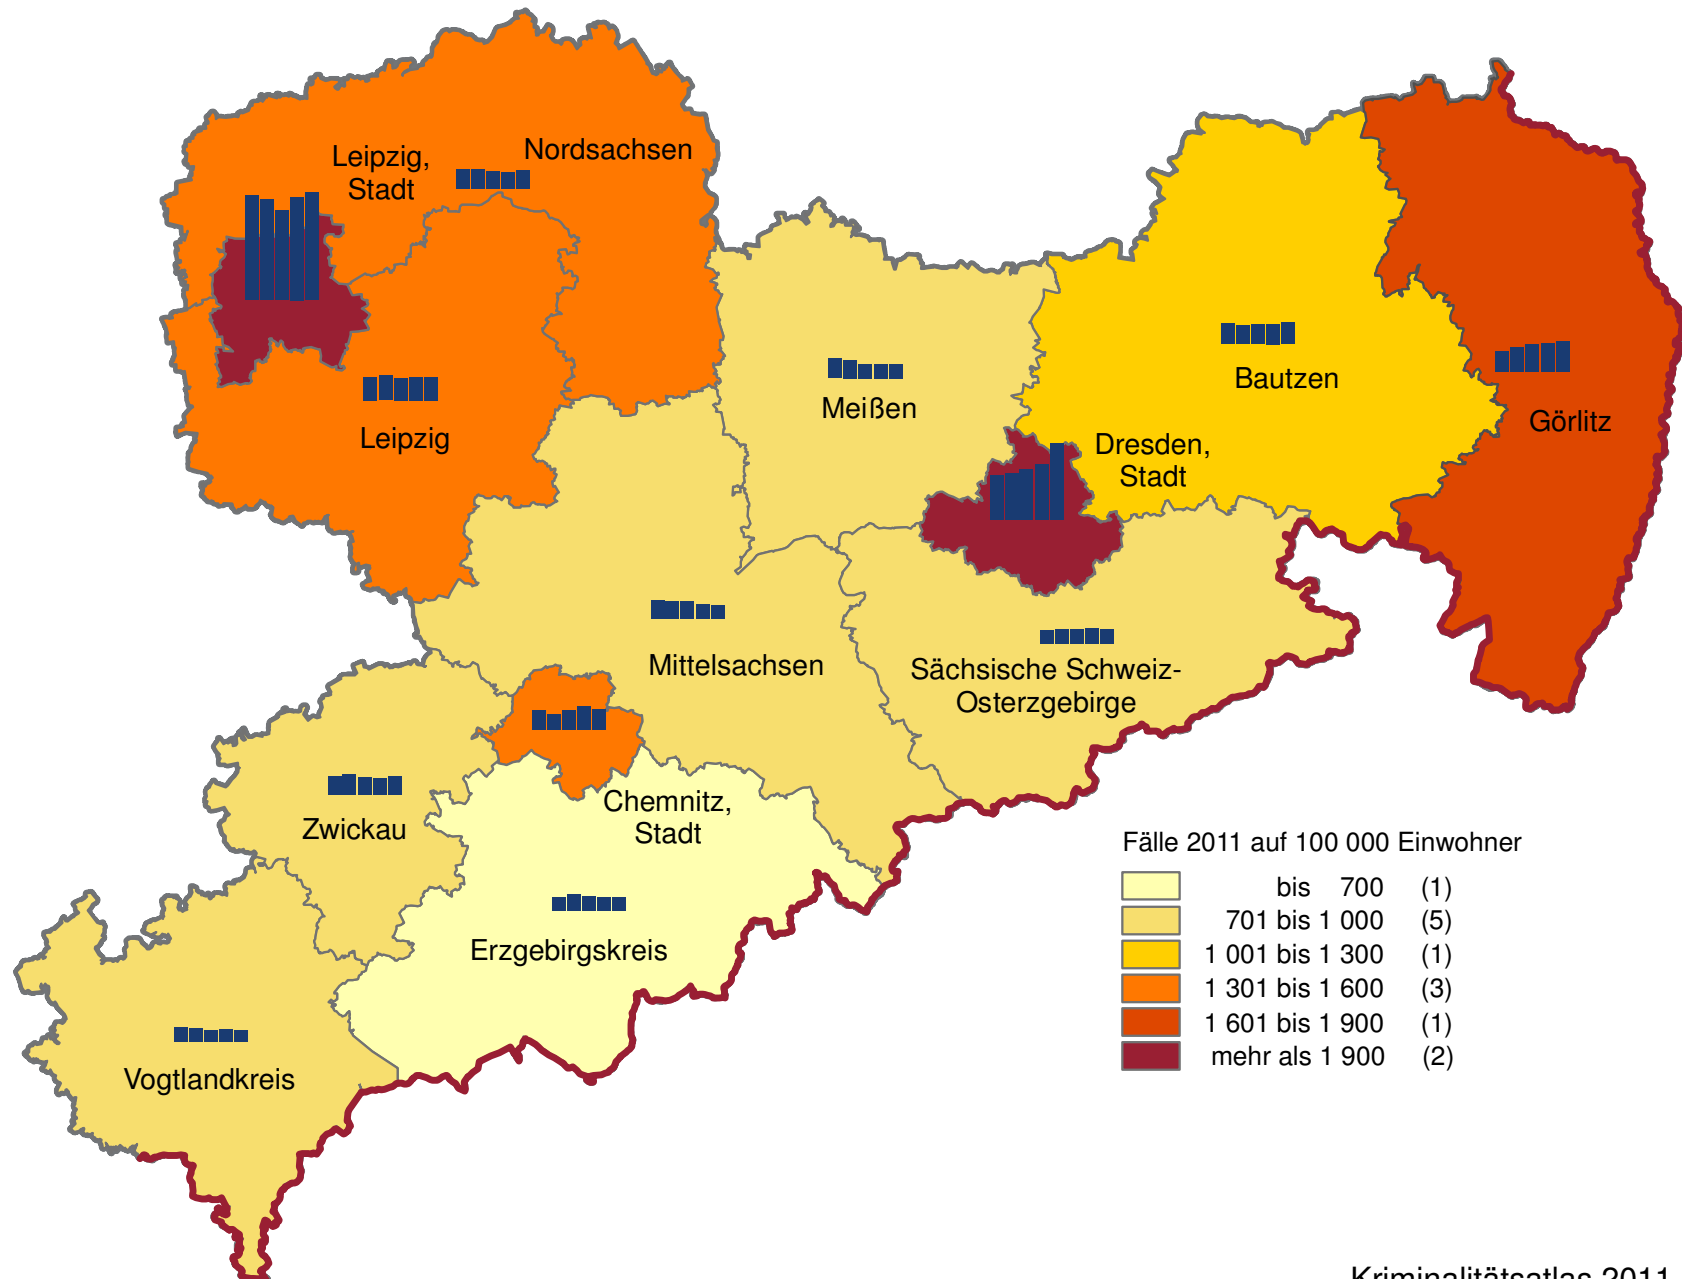 Leipzig,
Stadt
Nordsachsen
Leipzig
Meißen
Bautzen
Görlitz
Dresden,
Stadt
Mittelsachsen
Sächsische Schweiz-
Osterzgebirge
Zwickau
Chemnitz,
Stadt
Erzgebirgskreis
Vogtlandkreis
Fälle 2011 auf 100 000 Einwohner
bis 700 (1)
701 bis 1 000 (5)
1 001 bis 1 300 (1)
1 301 bis 1 600 (3)
1 601 bis 1 900 (1)
mehr als 1 900 (2)
Kriminalitätsatlas 2011